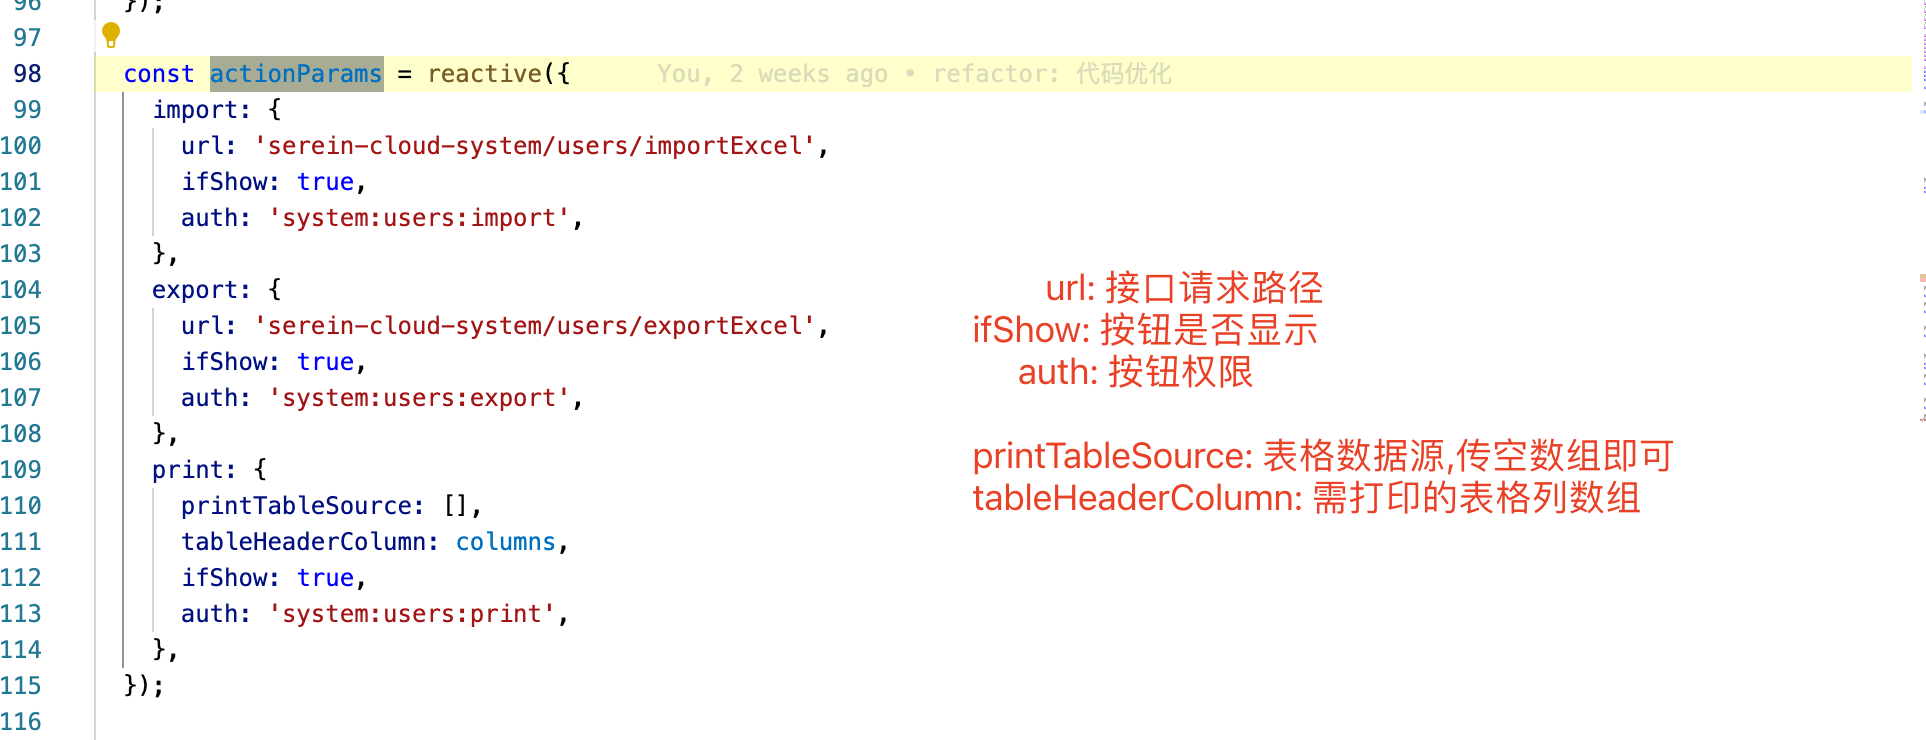 96 });
97
98 const actionParams = reactive({ You, 2 weeks ago • refactor: 代码优化
99 import: {
100 url: 'serein-cloud-system/users/importExcel',
101 ifShow: true,
102 auth: 'system:users:import',
103 },
104 export: {
url: 接口请求路径
105 url: 'serein-cloud-system/users/exportExcel',
ifShow: 按钮是否显示
106 ifShow: true,
auth: 按钮权限
107 auth: 'system:users:export',
108 },
printTableSource: 表格数据源,传空数组即可
109 print: {
tableHeaderColumn: 需打印的表格列数组
110 printTableSource: [],
111 tableHeaderColumn: columns,
112 ifShow: true,
113 auth: 'system:users:print',
114 },
115 });
116